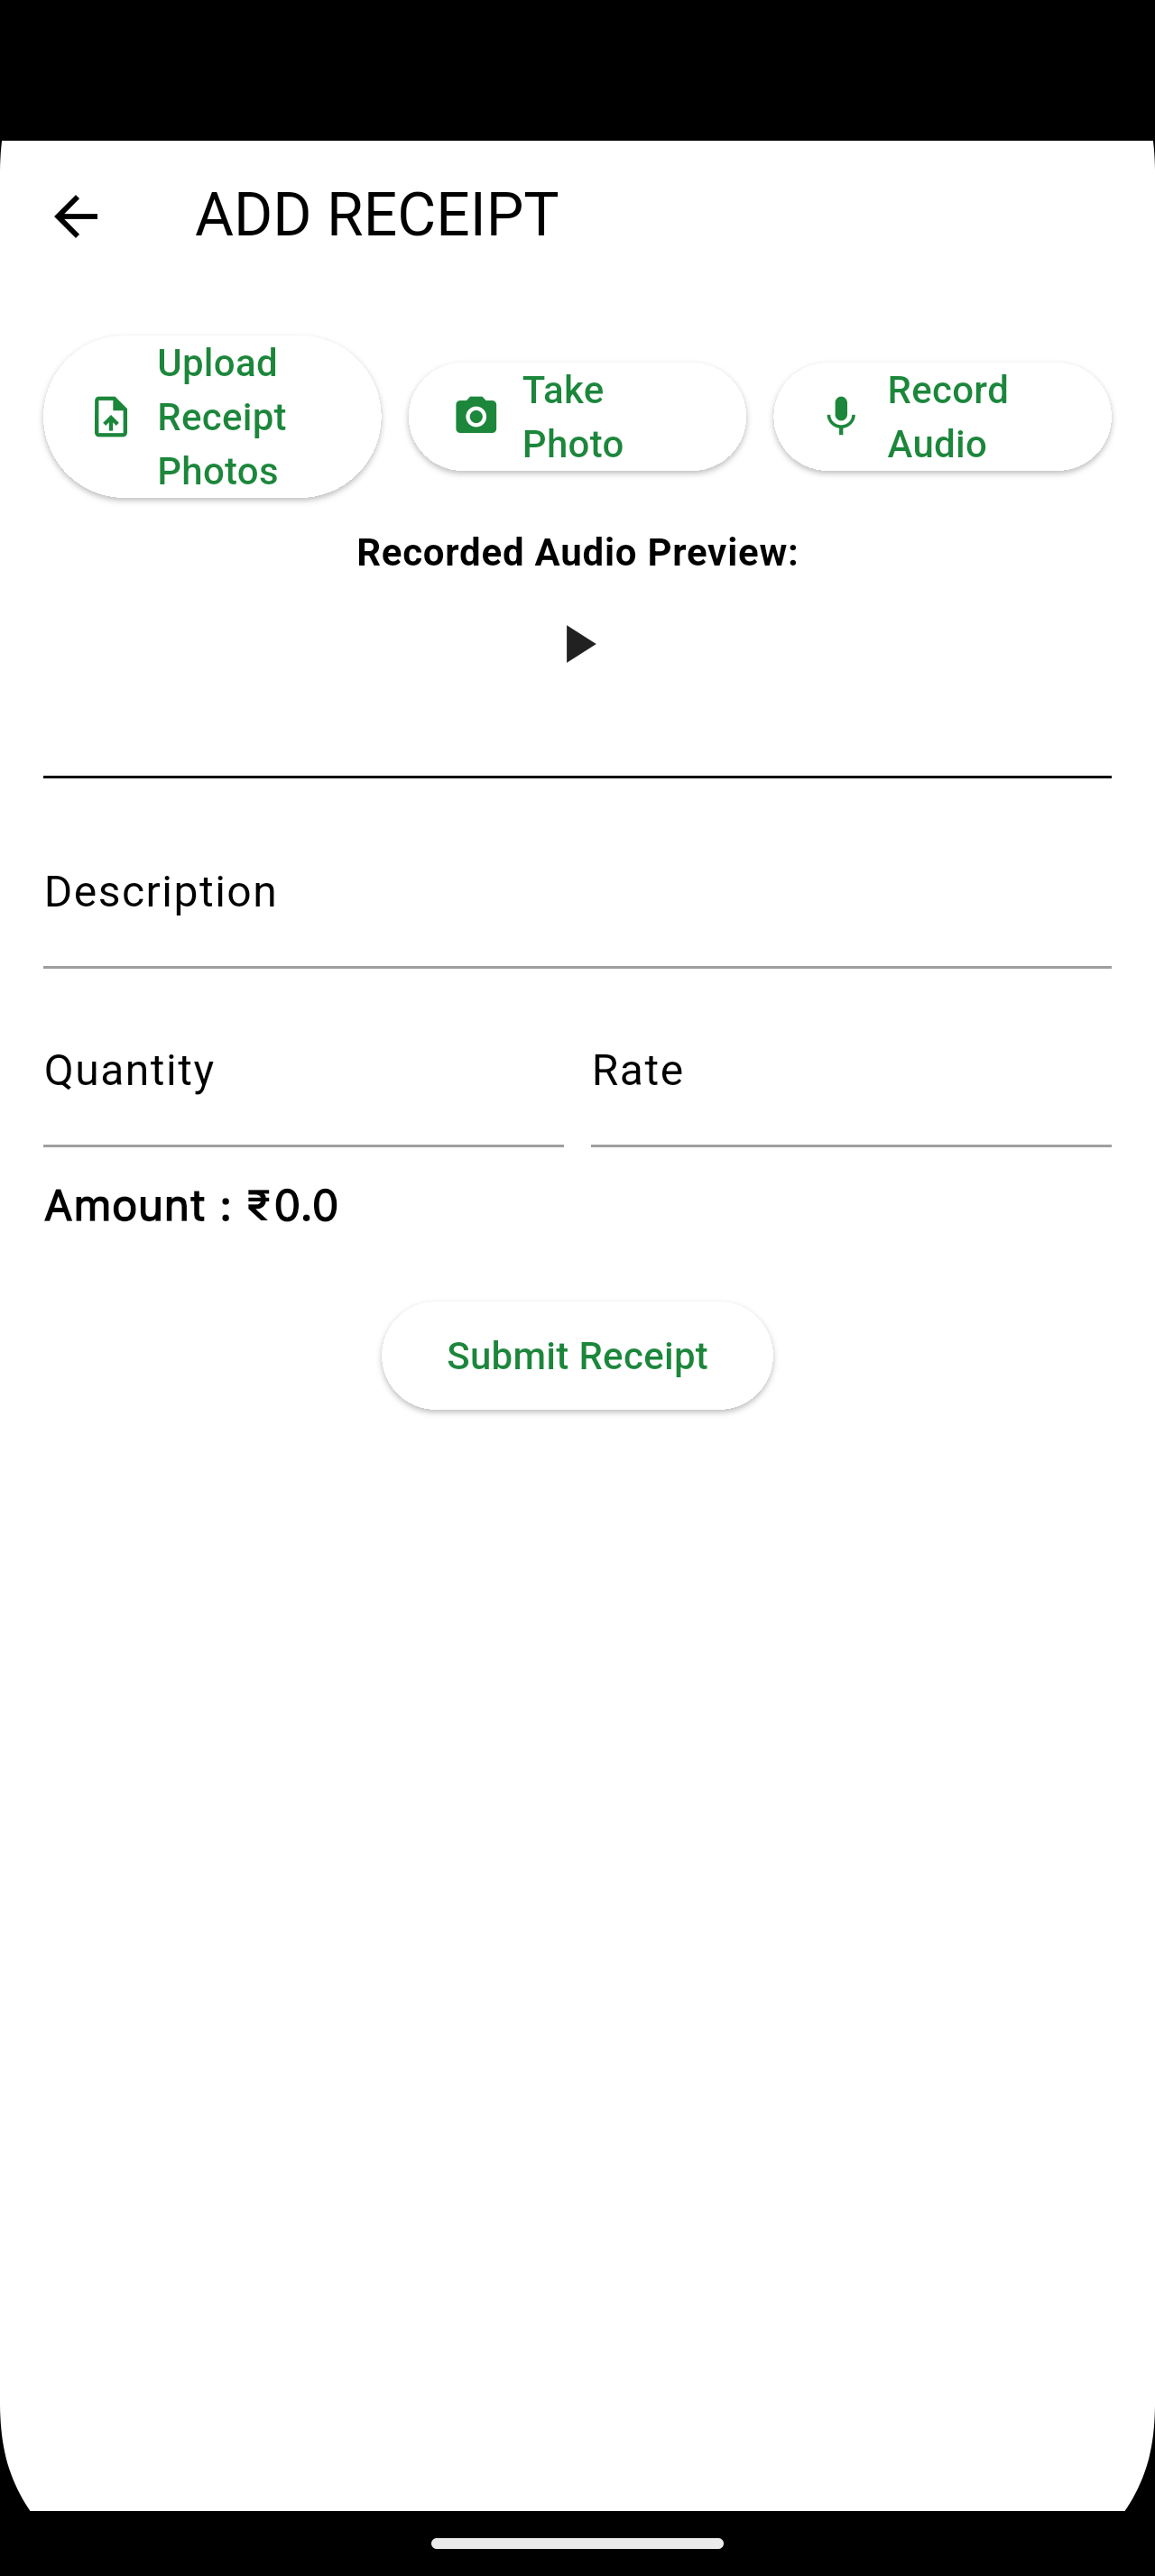 ADD RECEIPT
Upload
Receipt
Photos
Take
Photo
Record
Audio
Recorded Audio Preview:
Description
Quantity
Rate
Amount : ₹0.0
Submit Receipt